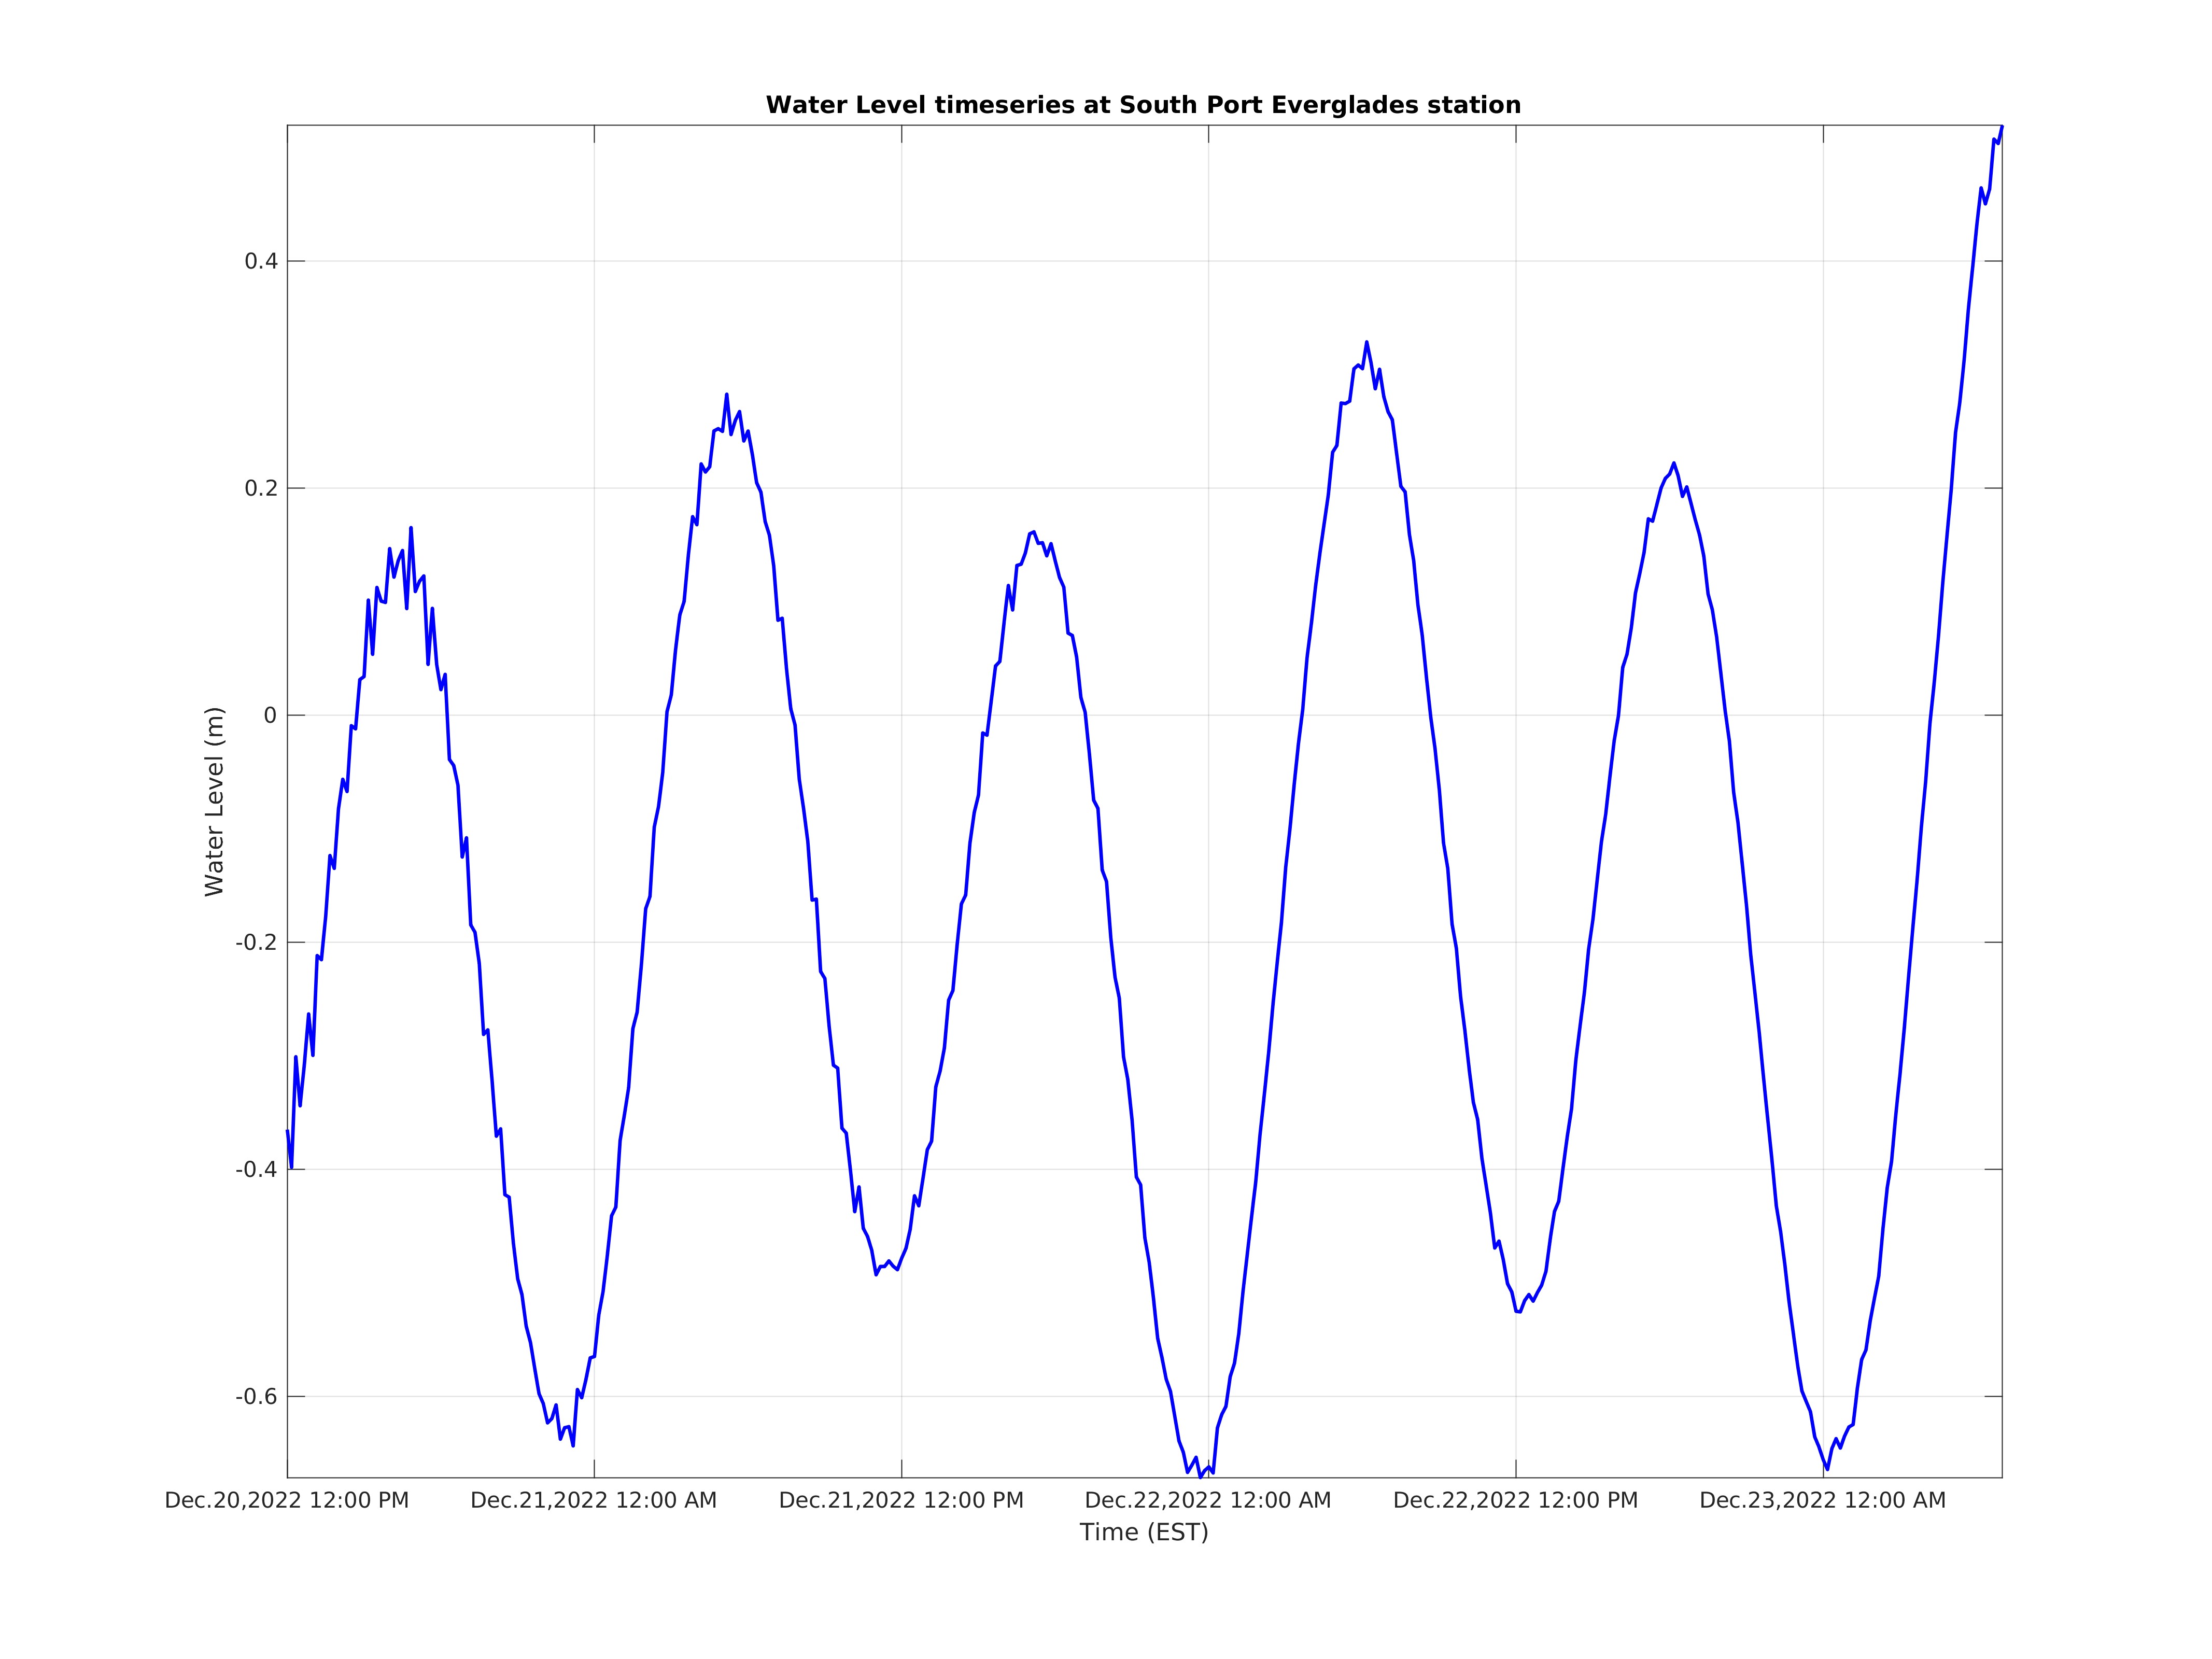 Water Level timeseries at South Port Everglades station
0.4
0.2
0
-0.2
-0.4
-0.6
Water Level (m)
Dec.20,2022 12:00 PM
Dec.21,2022 12:00 AM
Dec.21,2022 12:00 PM
Dec.22,2022 12:00 AM
Dec.22,2022 12:00 PM
Dec.23,2022 12:00 AM
Time (EST)